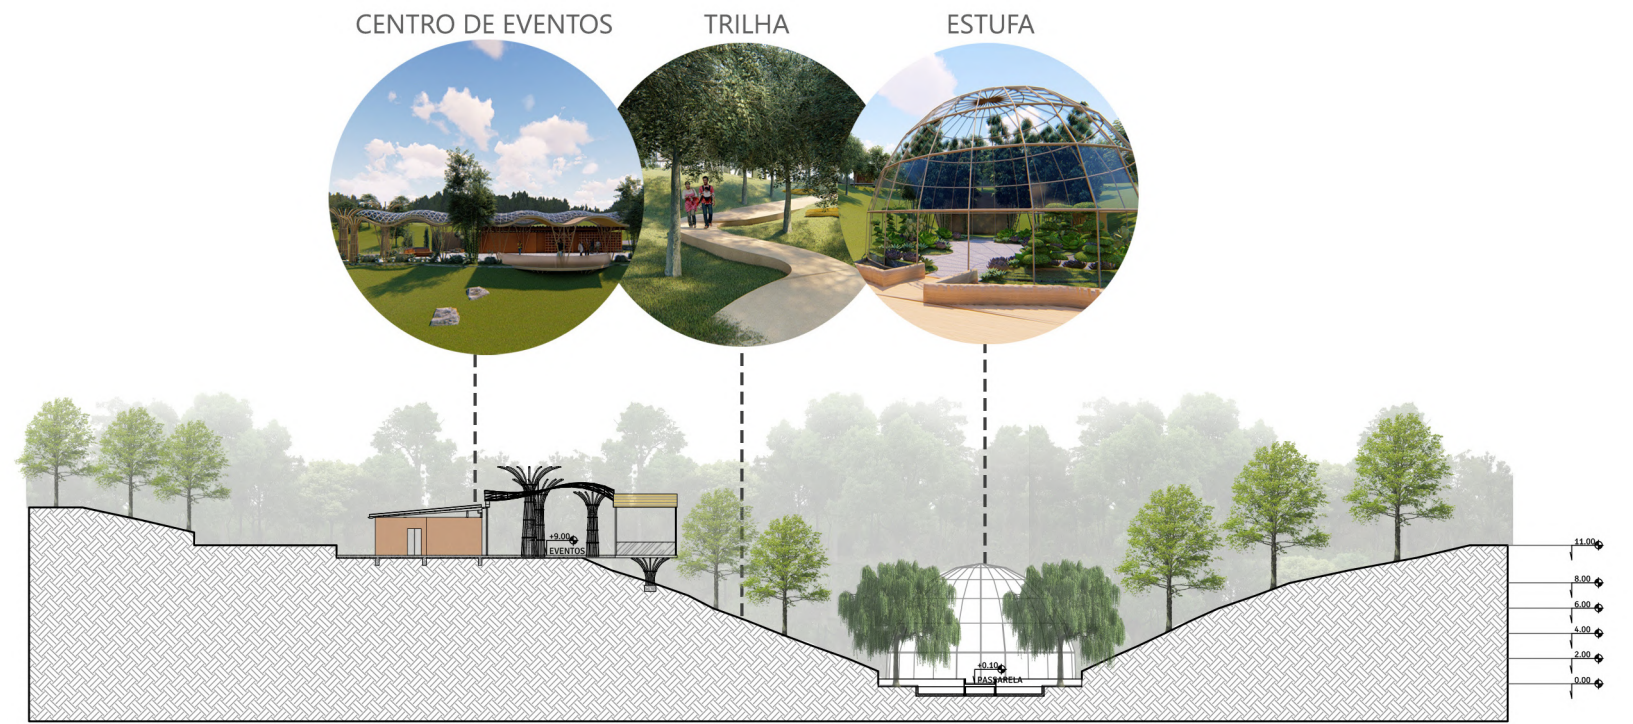 CENTRO DE EVENTOS
TRILHA
ESTUFA
+9.00
EVENTOS
+0.10
PASSARELA
11.00
8.00
6.00
4.00
2.00
0.00